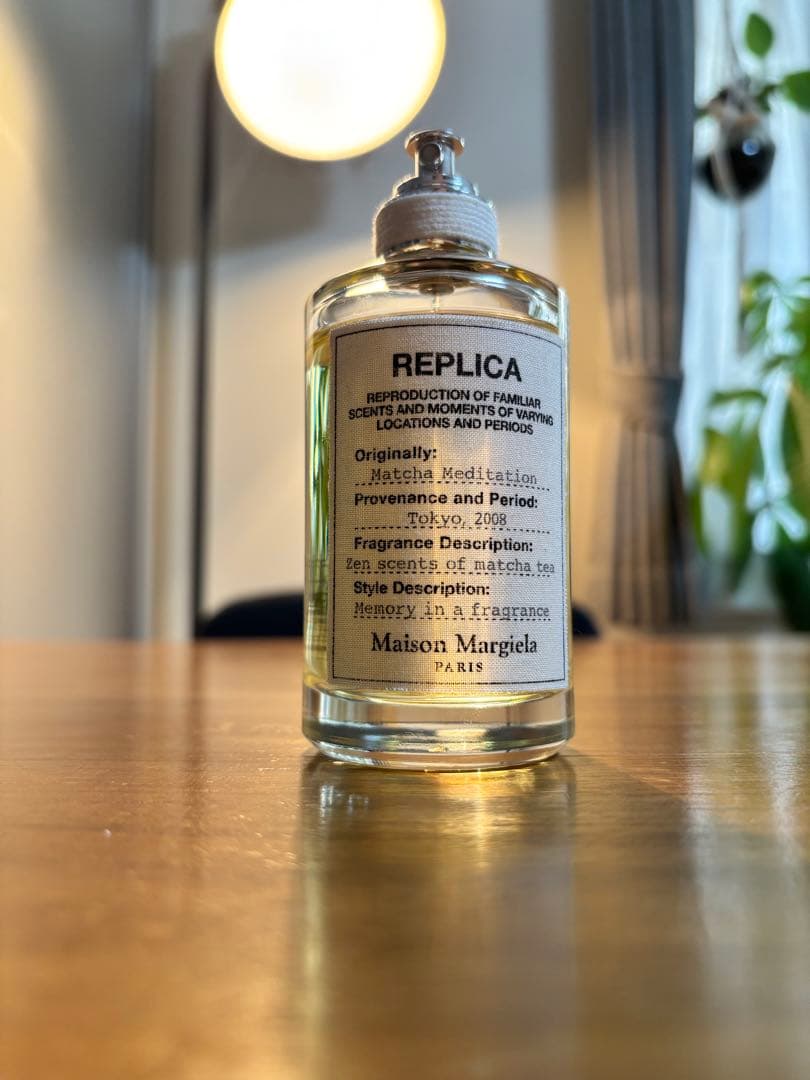 REPLICA
REPRODUCTION OF FAMILIAR
SCENTS AND MOMENTS OF VARYING
LOCATIONS AND PERIODS
Originally:
Matcha Meditation
Provenance and Period:
Tokyo, 2008
Fragrance Description:
Zen scents of matcha tea
Style Description:
Memory in a fragrance
Maison Margiela
PARIS